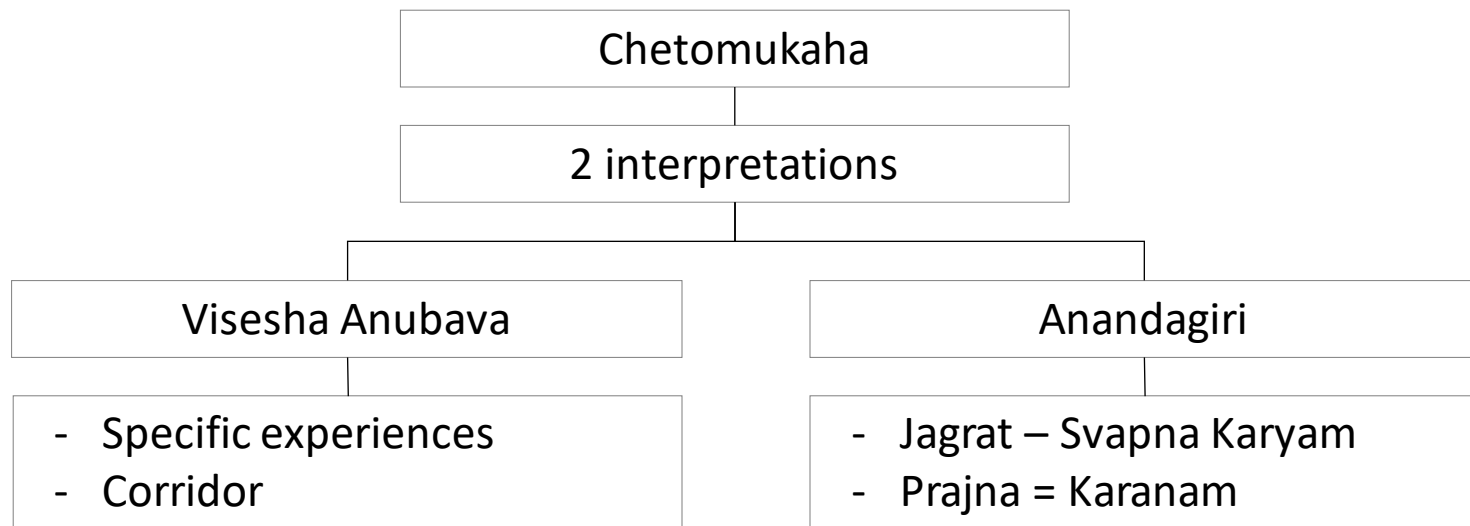 Chetomukaha
2 interpretations
Visesha Anubava
Anandagiri
- Specific experiences
- Corridor
- Jagrat – Svapna Karyam
- Prajna = Karanam